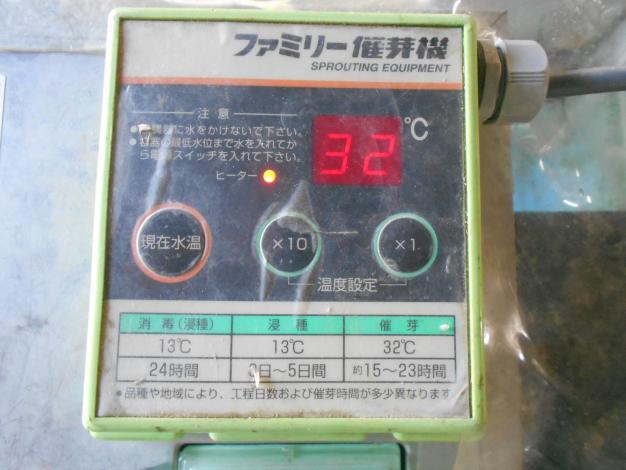 ファミリー催芽機
SPROUTING EQUIPMENT
注意
に水をかけないで下さい。
の最低水位まで水を入れてか
ら電源スイッチを入れて下さい。
℃
32
ヒーター
現在水温
×10
×1
温度設定
消毒(浸種) 浸種 催芽
13℃ 13℃ 32℃
24時間 日～5日間 約15～23時間
●品種や地域により、工程日数および催芽時間が多少異なります